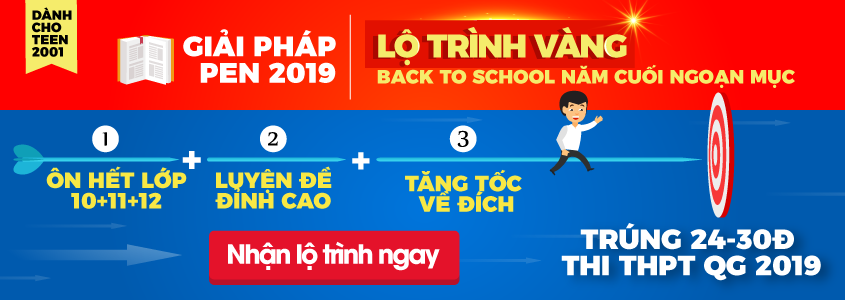 DÀNH
CHO
TEEN
2001
GIẢI PHÁP
PEN 2019
LỘ TRÌNH VÀNG
BACK TO SCHOOL NĂM CUỐI NGOẠN MỤC
1
ÔN HẾT LỚP
10+11+12
+
2
LUYỆN ĐỀ
ĐỈNH CAO
+
3
TĂNG TỐC
VỀ ĐÍCH
Nhận lộ trình ngay
TRÚNG 24-30Đ
THI THPT QG 2019